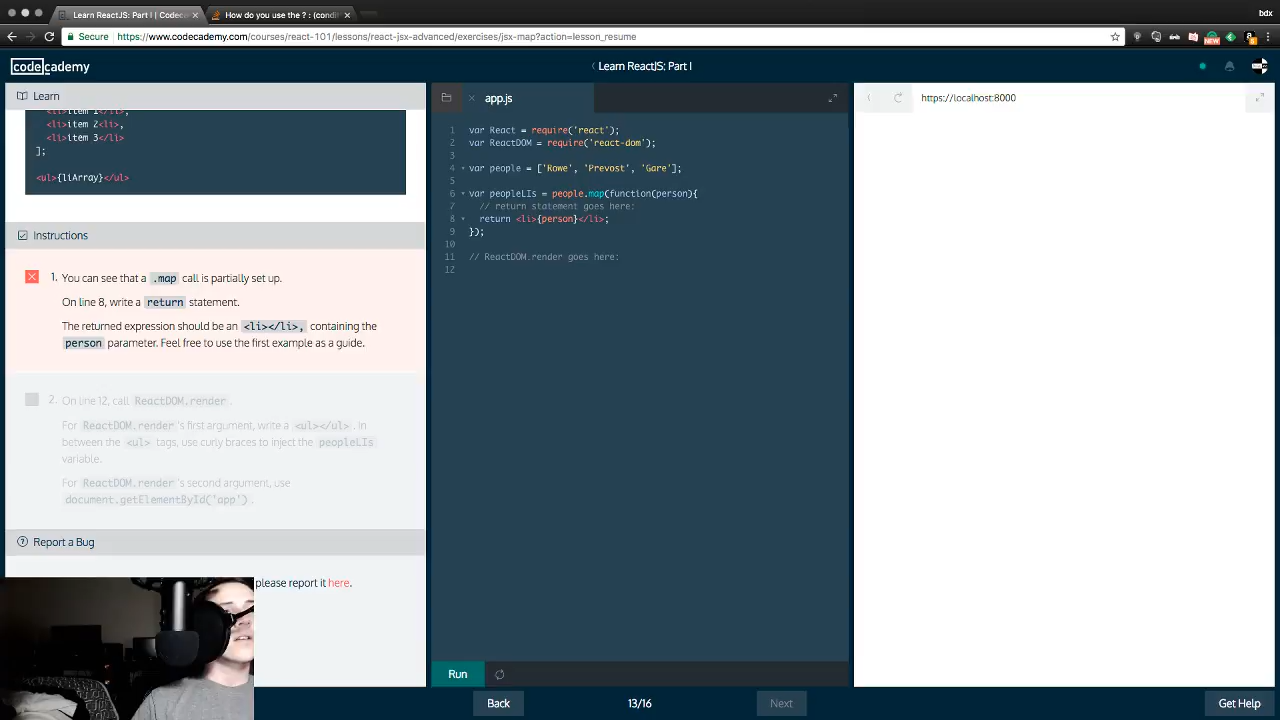 Learn ReactJS: Part I | Codec
How do you use the ? : (condi
bdx
Secure
https://www.codecademy.com/courses/react-101/lessons/react-jsx-advanced/exercises/jsx-map?action=lesson_resume
codecademy
Learn ReactJS: Part I
Learn
<li>item 1</li>,
<li>item 2<li>,
<li>item 3</li>
];
<ul>{liArray}</ul>
Instructions
1. You can see that a .map call is partially set up.
On line 8, write a return statement.
The returned expression should be an <li></li>, containing the
person parameter. Feel free to use the first example as a guide.
2. On line 12, call ReactDOM.render .
For ReactDOM.render 's first argument, write a <ul></ul> . In
between the <ul> tags, use curly braces to inject the peopleLIs
variable.
For ReactDOM.render 's second argument, use
document.getElementById('app') .
Report a Bug
please report it here.
app.js
1 var React = require('react');
2 var ReactDOM = require('react-dom');
3
4 var people = ['Rowe', 'Prevost', 'Gare'];
5
6 var peopleLIs = people.map(function(person){
7 // return statement goes here:
8 return <li>{person}</li>;
9 });
10
11 // ReactDOM.render goes here:
12
Run
https://localhost:8000
Back
13/16
Next
Get Help